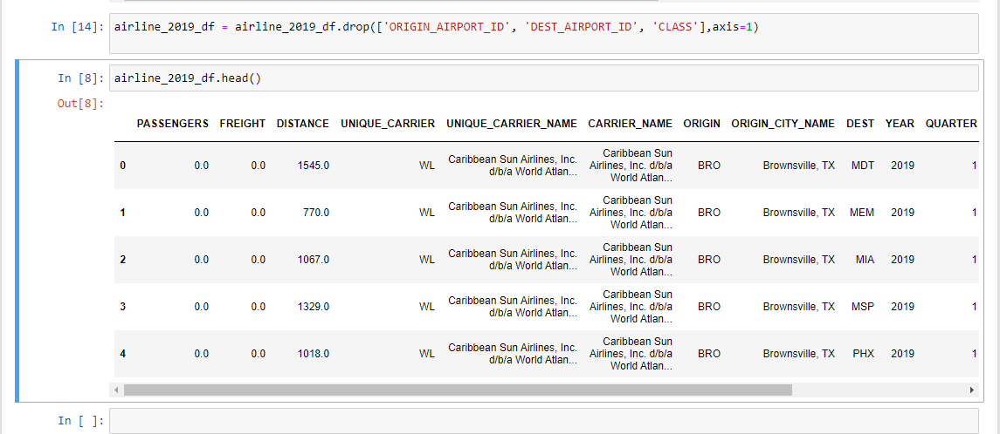 In [14]: airline_2019_df = airline_2019_df.drop(['ORIGIN_AIRPORT_ID', 'DEST_AIRPORT_ID', 'CLASS'],axis=1)
In [8]: airline_2019_df.head()
Out[8]:
PASSENGERS FREIGHT DISTANCE UNIQUE_CARRIER UNIQUE_CARRIER_NAME CARRIER_NAME ORIGIN ORIGIN_CITY_NAME DEST YEAR QUARTER
0 0.0 0.0 1545.0 WL Caribbean Sun Airlines, Inc. d/b/a World Atlan... Caribbean Sun Airlines, Inc. d/b/a World Atlan... BRO Brownsville, TX MDT 2019 1
1 0.0 0.0 770.0 WL Caribbean Sun Airlines, Inc. d/b/a World Atlan... Caribbean Sun Airlines, Inc. d/b/a World Atlan... BRO Brownsville, TX MEM 2019 1
2 0.0 0.0 1067.0 WL Caribbean Sun Airlines, Inc. d/b/a World Atlan... Caribbean Sun Airlines, Inc. d/b/a World Atlan... BRO Brownsville, TX MIA 2019 1
3 0.0 0.0 1329.0 WL Caribbean Sun Airlines, Inc. d/b/a World Atlan... Caribbean Sun Airlines, Inc. d/b/a World Atlan... BRO Brownsville, TX MSP 2019 1
4 0.0 0.0 1018.0 WL Caribbean Sun Airlines, Inc. d/b/a World Atlan... Caribbean Sun Airlines, Inc. d/b/a World Atlan... BRO Brownsville, TX PHX 2019 1
In [ ]: